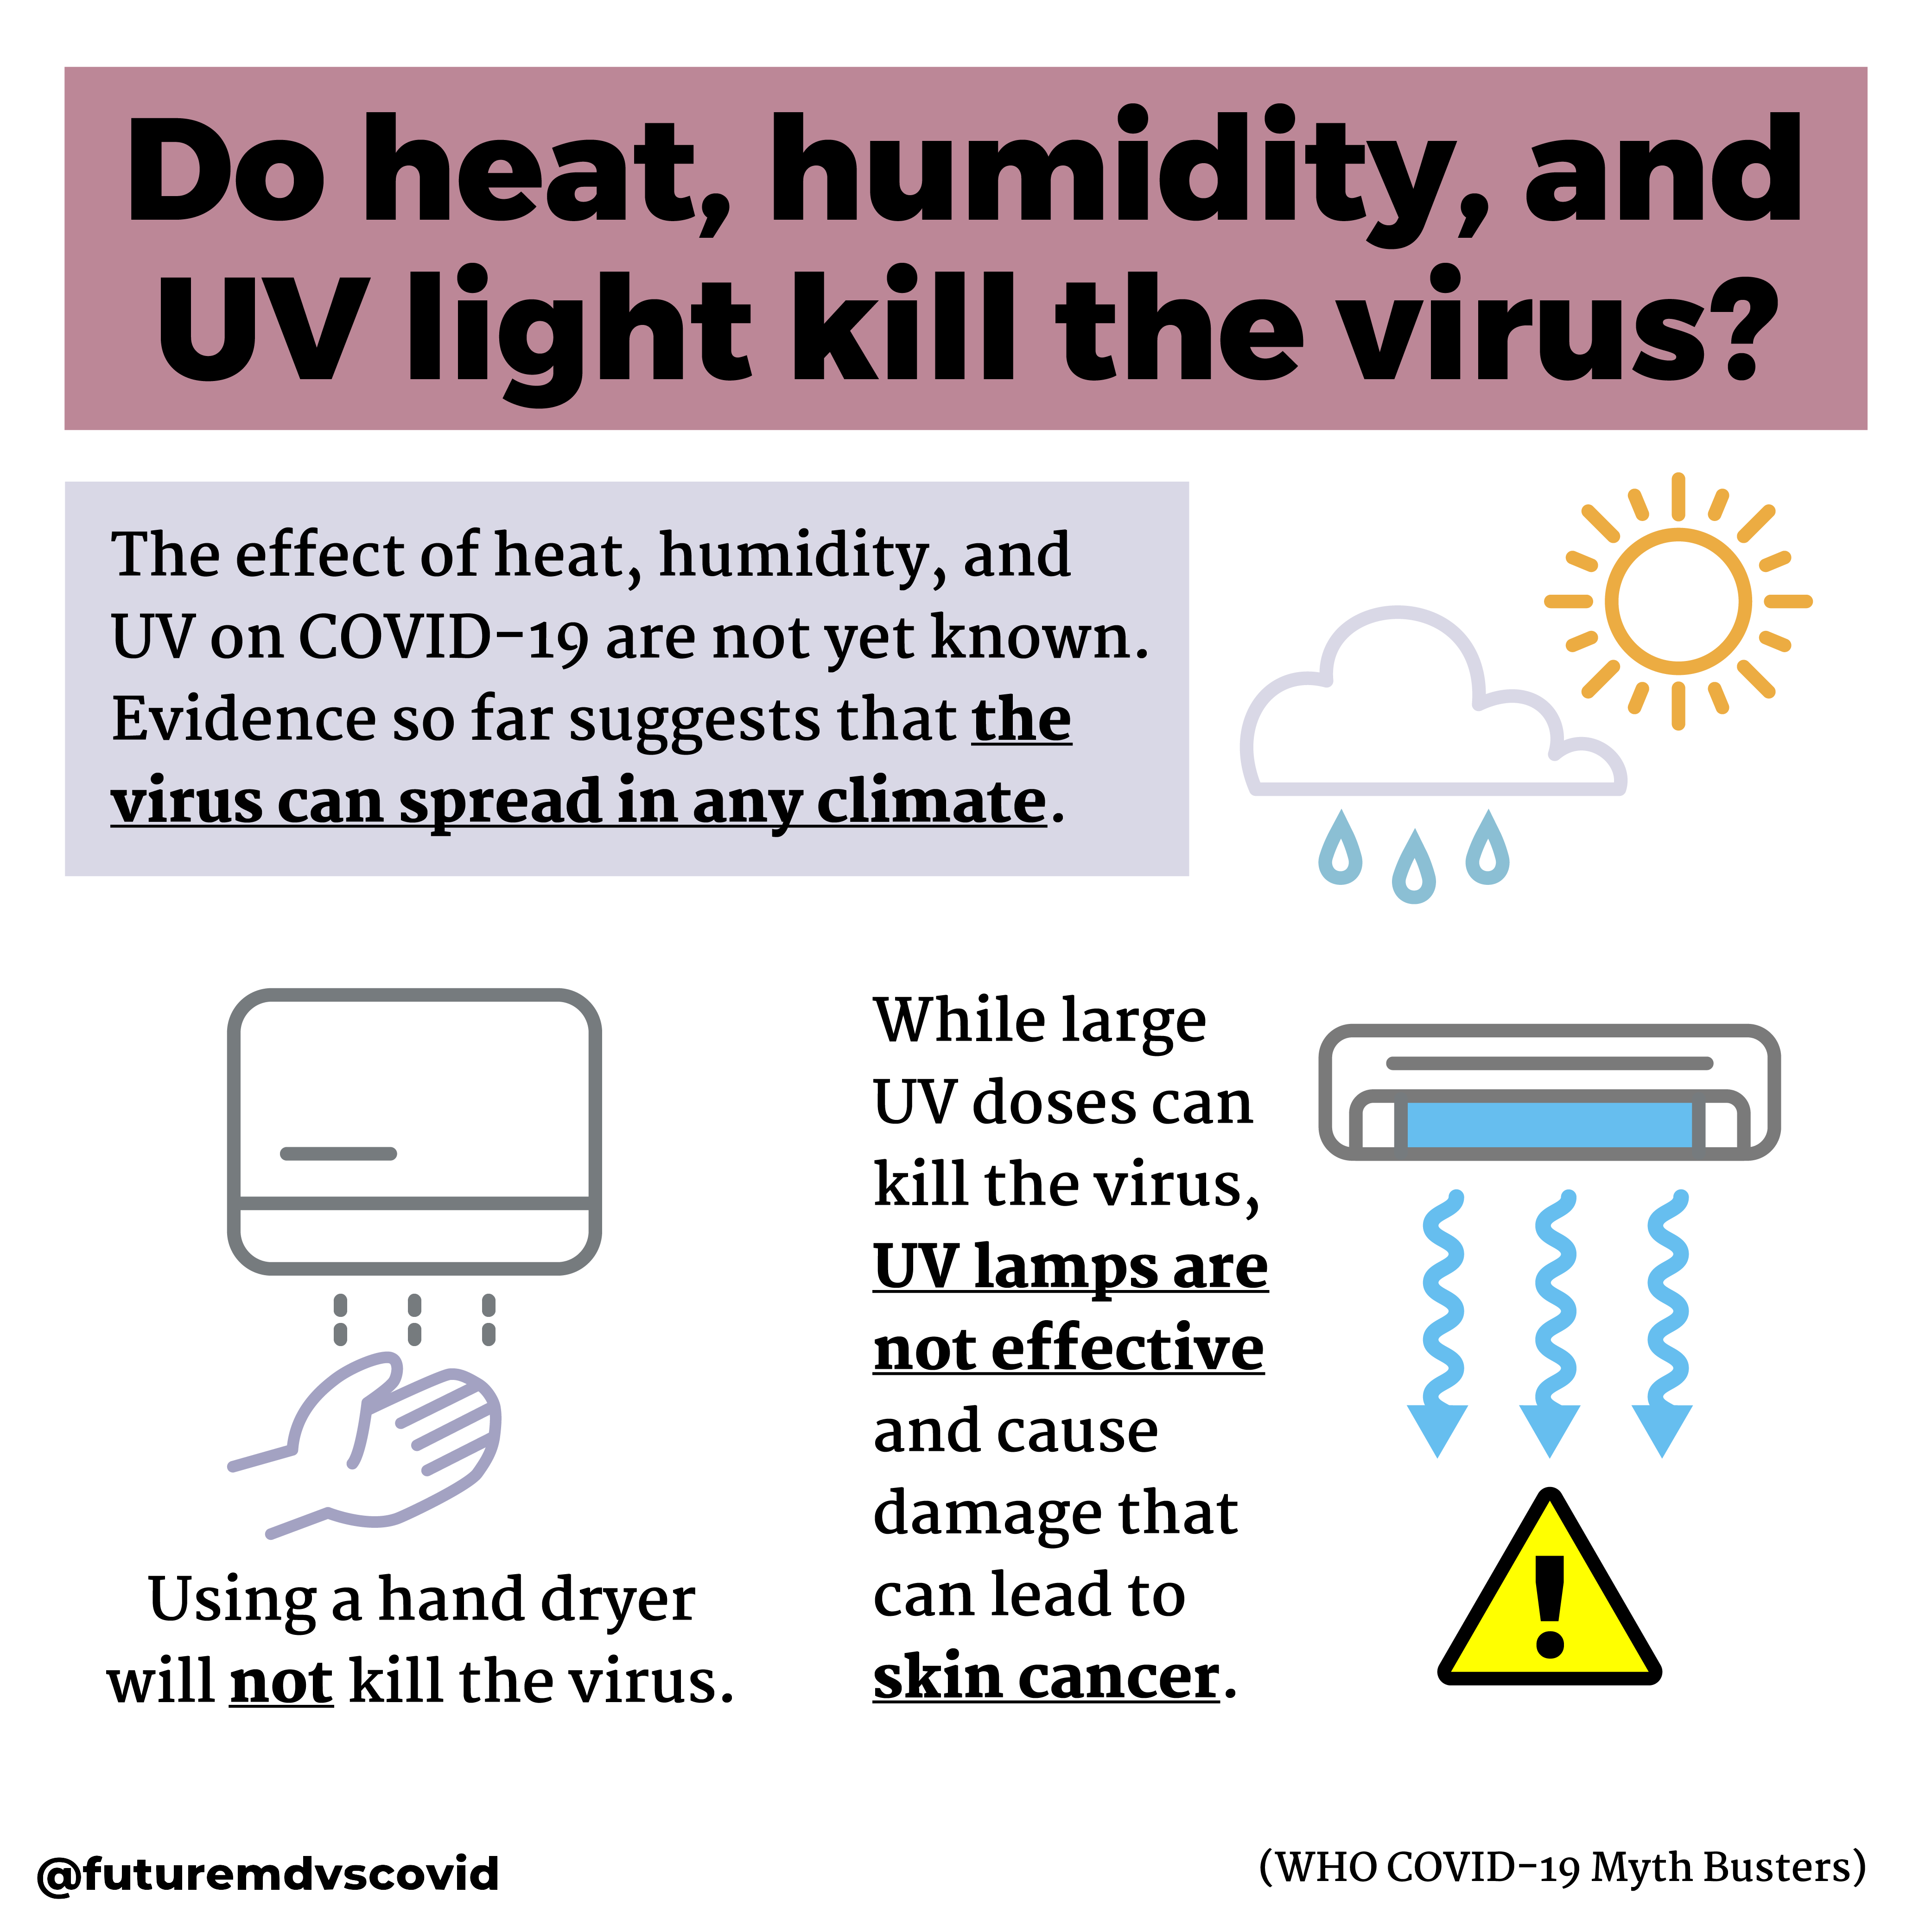 Do heat, humidity, and
UV light kill the virus?
The effect of heat, humidity, and
UV on COVID-19 are not yet known.
Evidence so far suggests that the
virus can spread in any climate.
While large
UV doses can
kill the virus,
UV lamps are
not effective
and cause
damage that
can lead to
skin cancer.
Using a hand dryer
will not kill the virus.
@futuremdvscovid
(WHO COVID-19 Myth Busters)